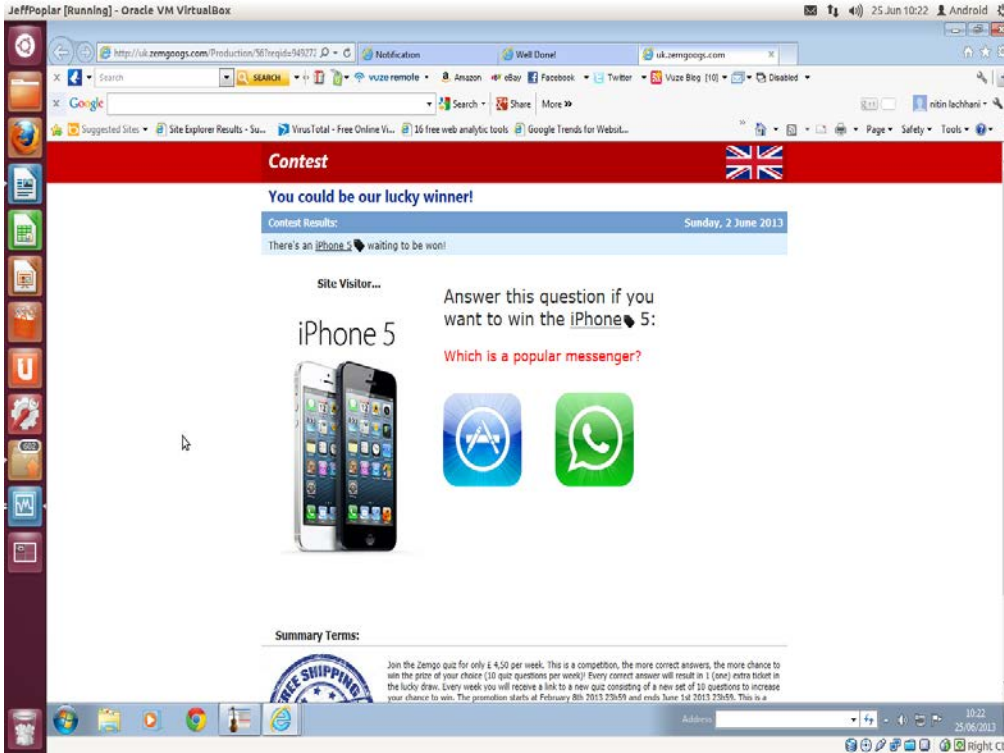 JeffPoplar [Running] - Oracle VM VirtualBox
25 Jun 10:22 Android
http://uk.zemgoogs.com/Production/
Notification
Well Done!
uk.zemgoogs.com
x Search
SEARCH
vuze remote
Amazon
eBay
Facebook
Twitter
Vuze Blog (10)
Disabled
x Google
Search
Share
More »
nitin lachhani
Suggested Sites
Site Explorer Results - Su...
VirusTotal - Free Online Vi...
16 free web analytic tools
Google Trends for Websit...
Page
Safety
Tools
Contest
You could be our lucky winner!
Contest Results: Sunday, 2 June 2013
There's an iPhone 5 waiting to be won!
Site Visitor...
iPhone 5
Answer this question if you
want to win the iPhone 5:
Which is a popular messenger?
Summary Terms:
FREE SHIPPING
Join the Zemgo quiz for only £ 4,50 per week. This is a competition, the more correct answers, the more chance to
win the prize of your choice (10 quiz questions per week)! Every correct answer will result in 1 (one) extra ticket in
the lucky draw. Every week you will receive a link to a new quiz consisting of a new set of 10 questions to increase
your chance to win. The promotion starts at February 8th 2013 23h59 and ends June 1st 2013 23h59. This is a
Address
10:22
25/06/2013
Right C